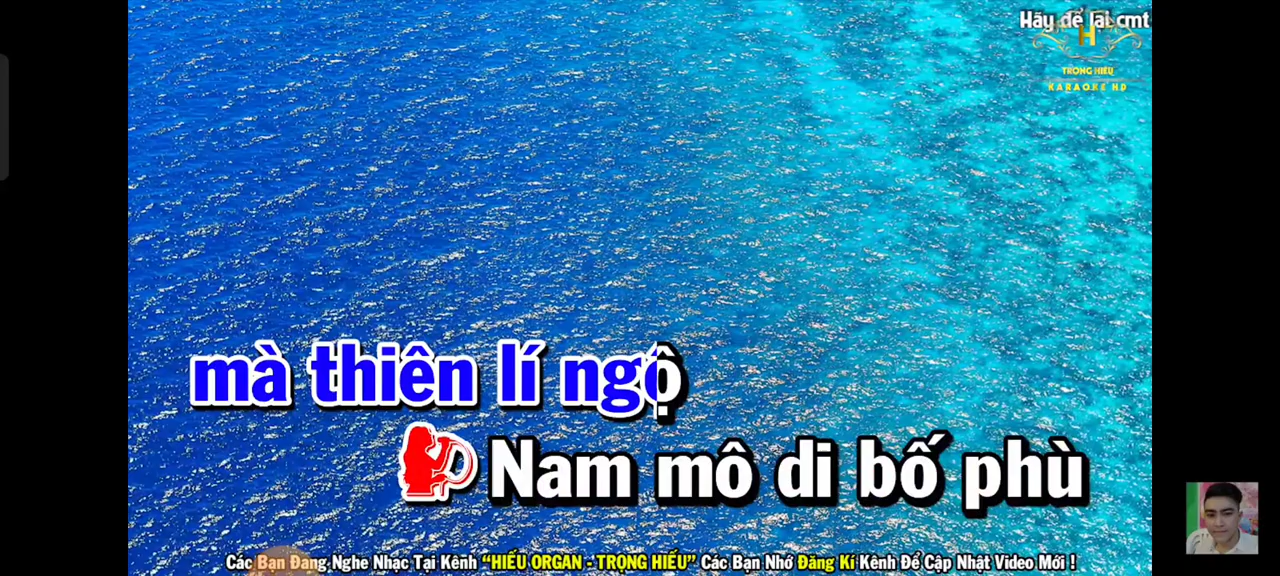 Hãy để lại cmt
H
TRỌNG HIẾU
KARAOKE HD
mà thiên lí ngộ
Nam mô di bố phù
Các Bạn Đang Nghe Nhạc Tại Kênh “HIẾU ORGAN - TRỌNG HIẾU” Các Bạn Nhớ Đăng Kí Kênh Để Cập Nhật Video Mới !